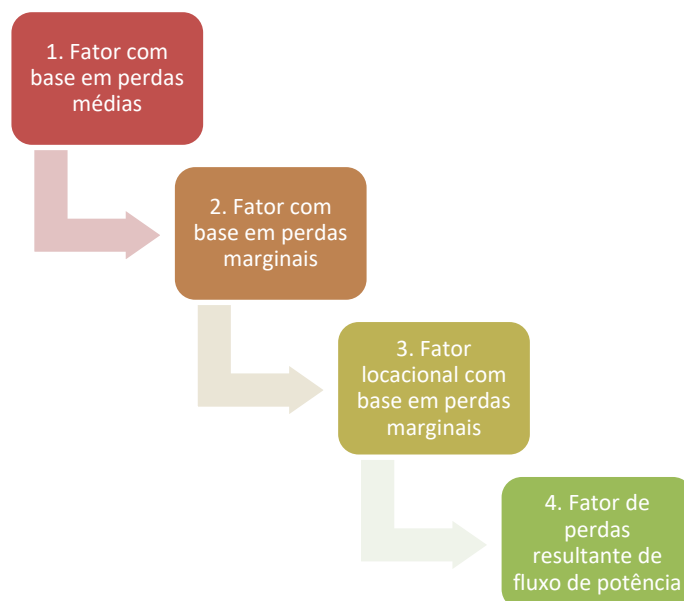 1. Fator com
base em perdas
médias
2. Fator com
base em perdas
marginais
3. Fator
locacional com
base em perdas
marginais
4. Fator de
perdas
resultante de
fluxo de potência